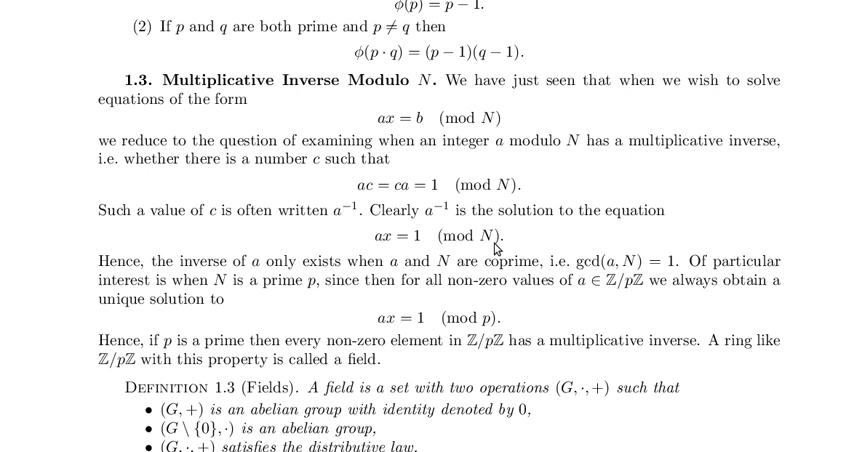 ϕ(p) = p − 1.
(2) If p and q are both prime and p ≠ q then
ϕ(p · q) = (p − 1)(q − 1).
1.3. Multiplicative Inverse Modulo N. We have just seen that when we wish to solve
equations of the form
ax = b (mod N)
we reduce to the question of examining when an integer a modulo N has a multiplicative inverse,
i.e. whether there is a number c such that
ac = ca = 1 (mod N).
Such a value of c is often written a⁻¹. Clearly a⁻¹ is the solution to the equation
ax = 1 (mod N).
Hence, the inverse of a only exists when a and N are coprime, i.e. gcd(a, N) = 1. Of particular
interest is when N is a prime p, since then for all non-zero values of a ∈ ℤ/pℤ we always obtain a
unique solution to
ax = 1 (mod p).
Hence, if p is a prime then every non-zero element in ℤ/pℤ has a multiplicative inverse. A ring like
ℤ/pℤ with this property is called a field.
Definition 1.3 (Fields). A field is a set with two operations (G, ·, +) such that
• (G, +) is an abelian group with identity denoted by 0,
• (G \ {0}, ·) is an abelian group,
• (G, ·, +) satisfies the distributive law.